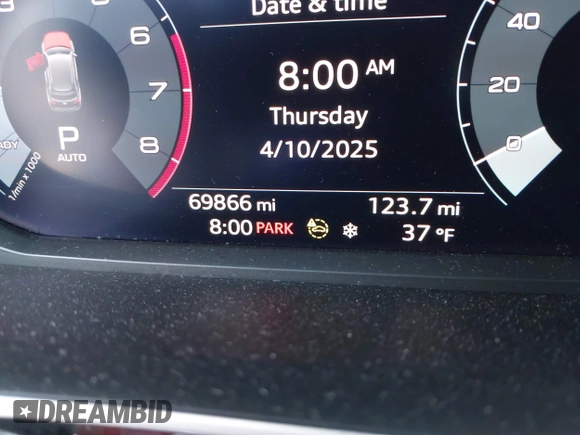 Date & time
8:00 AM
Thursday
4/10/2025
69866 mi 123.7 mi
8:00 PARK 37 °F
6
7
8
P
AUTO
1/min x 1000
40
20
0
DREAMBID